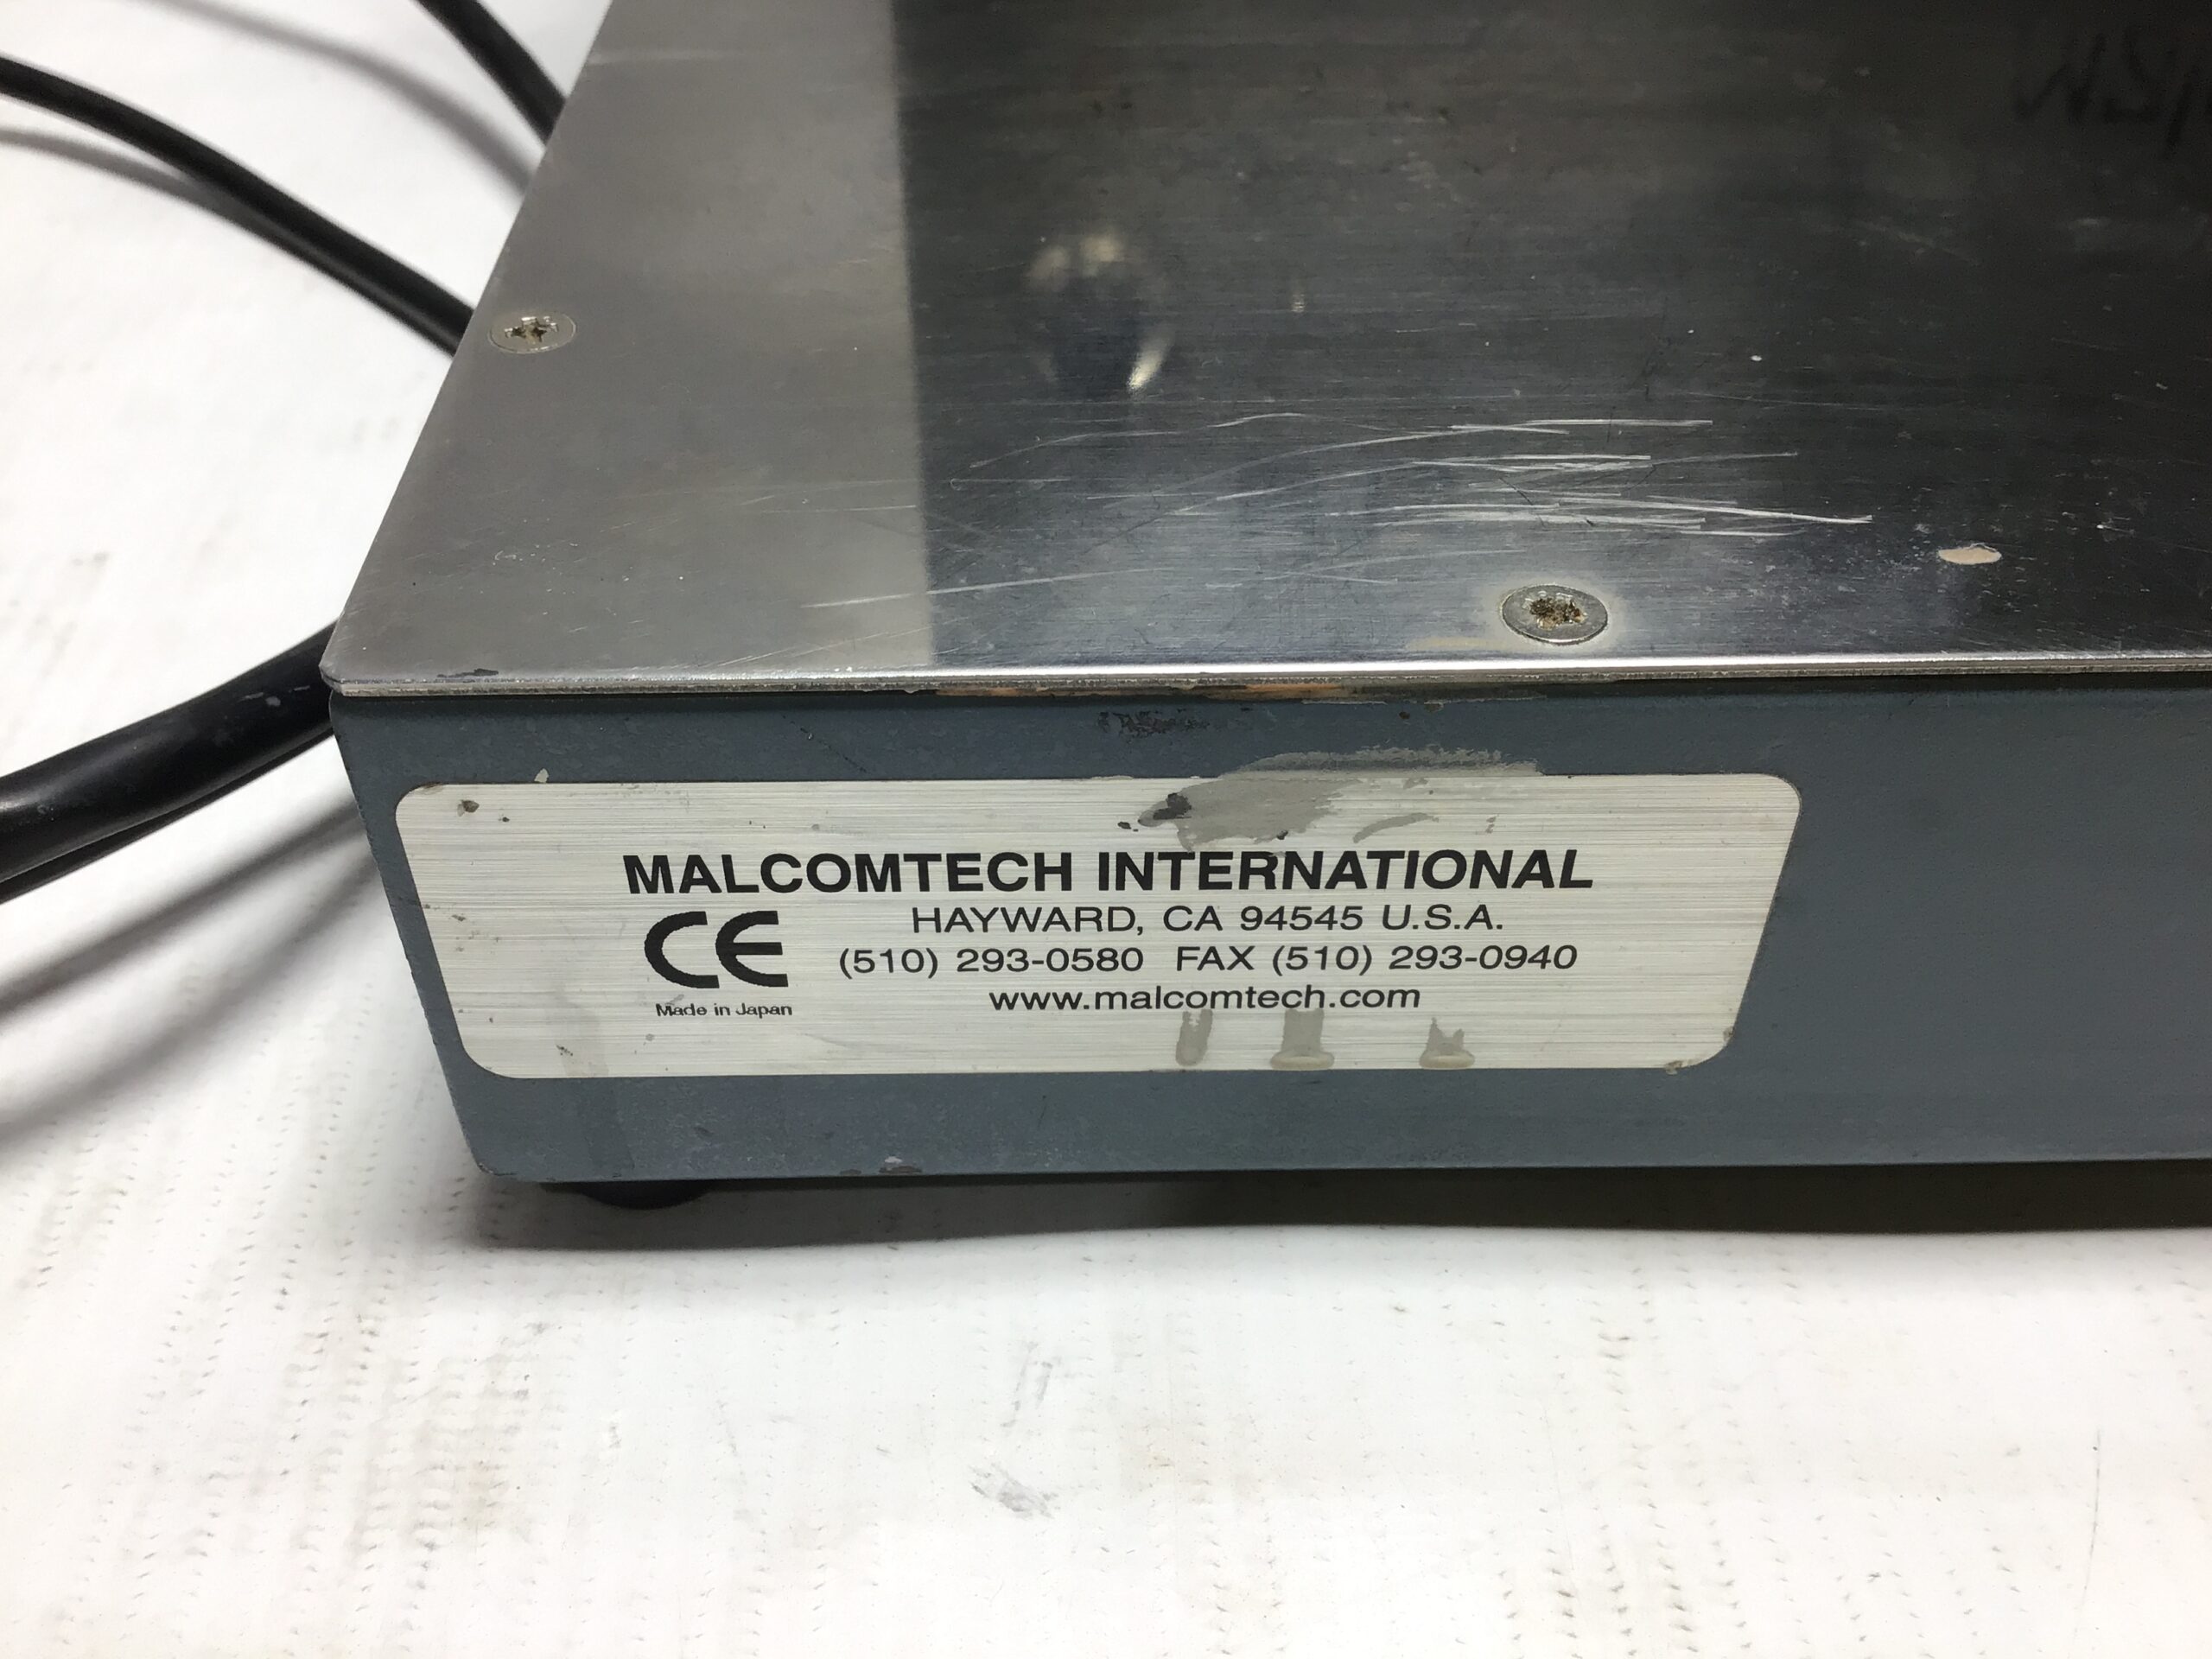 MALCOMTECH INTERNATIONAL
HAYWARD, CA 94545 U.S.A.
CE
(510) 293-0580 FAX (510) 293-0940
www.malcomtech.com
Made in Japan